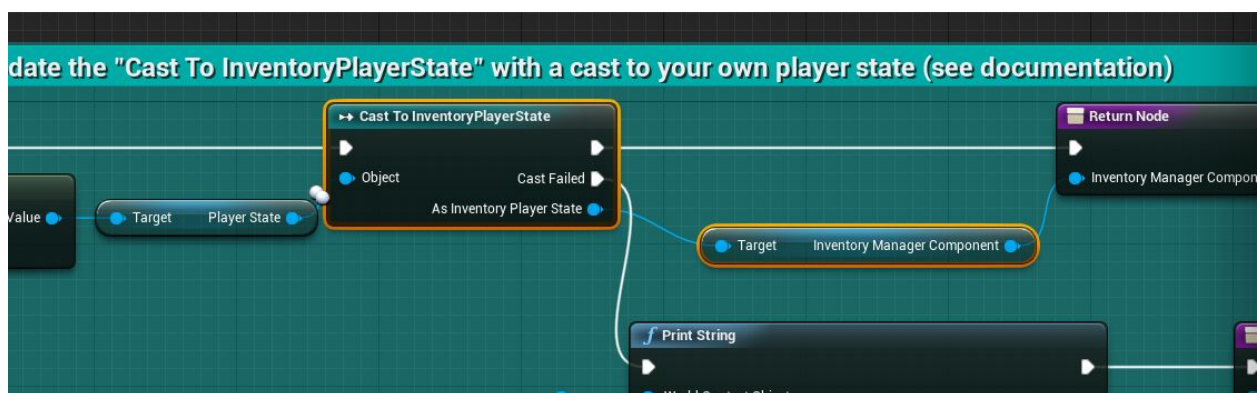 date the "Cast To InventoryPlayerState" with a cast to your own player state (see documentation)
Cast To InventoryPlayerState
Return Node
Object
Cast Failed
Inventory Manager Compon
As Inventory Player State
Value
Target
Player State
Target
Inventory Manager Component
Print String